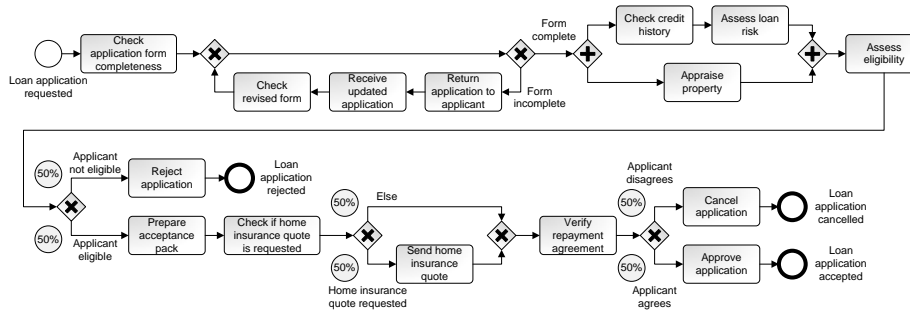 Loan application
requested
Check
application form
completeness
Check
revised form
Receive
updated
application
Return
application to
applicant
Form
complete
Form
incomplete
Check credit
history
Assess loan
risk
Appraise
property
Assess
eligibility
50%
Applicant
not eligible
Reject
application
Loan
application
rejected
50%
Applicant
eligible
Prepare
acceptance
pack
Check if home
insurance quote
is requested
50%
Else
50%
Home insurance
quote requested
Send home
insurance
quote
Verify
repayment
agreement
Applicant
disagrees
50%
Cancel
application
Loan
application
cancelled
50%
Applicant
agrees
Approve
application
Loan
application
accepted